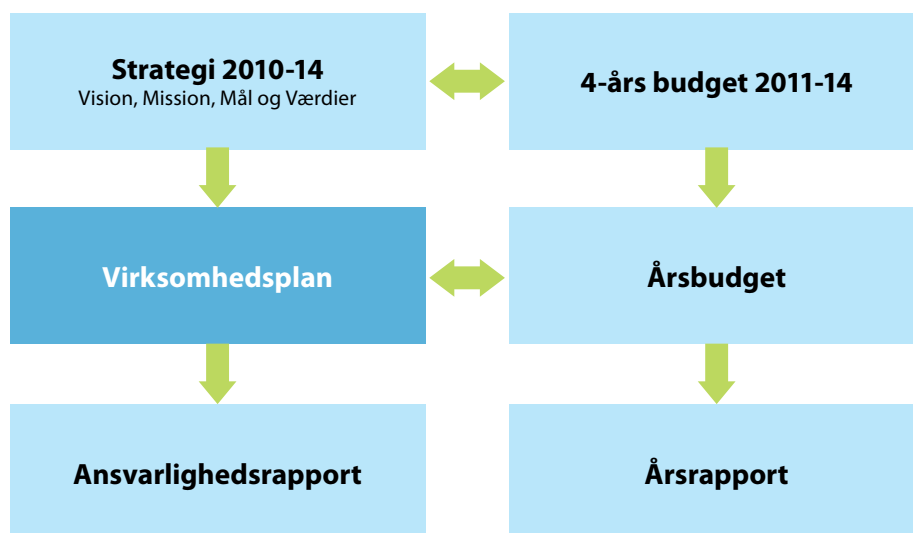 Strategi 2010-14
Vision, Mission, Mål og Værdier
4-års budget 2011-14
Virksomhedsplan
Årsbudget
Ansvarlighedsrapport
Årsrapport